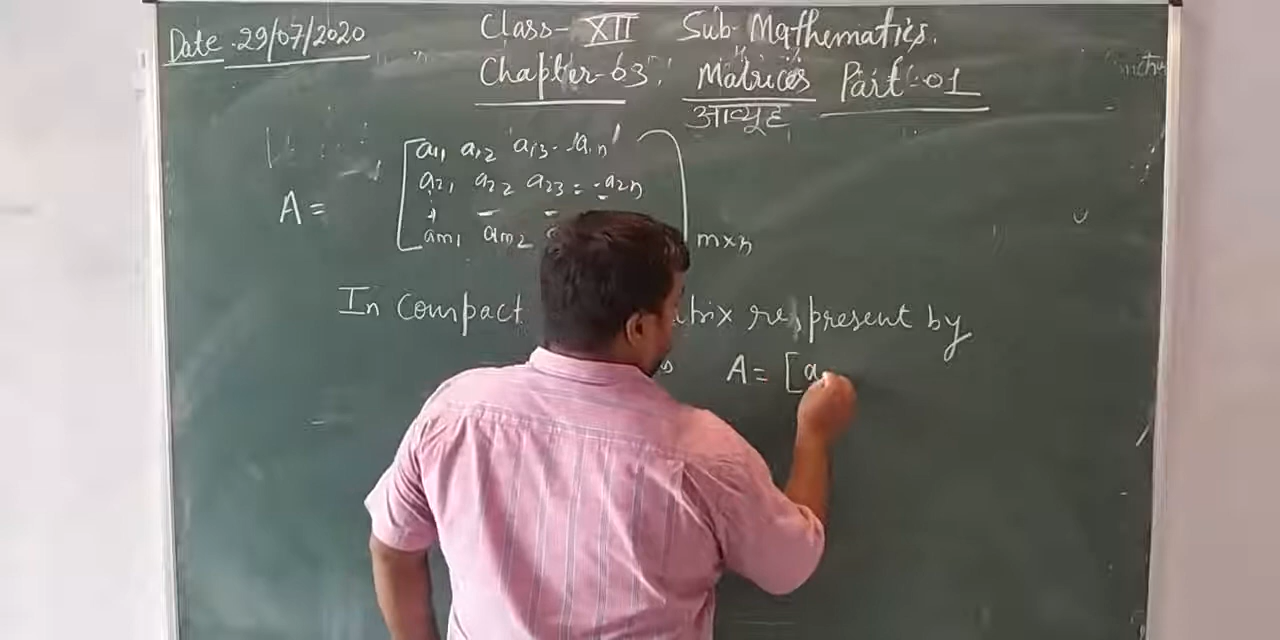 Date 29/07/2020
Class- XII Sub- Mathematics.
Chapter-03: Matrices Part-01
आव्यूह
a11 a12 a13 - - a1n
a21 a22 a23 = - a2n
A =
am1 am2
m×n
In compact represent by
A = [a